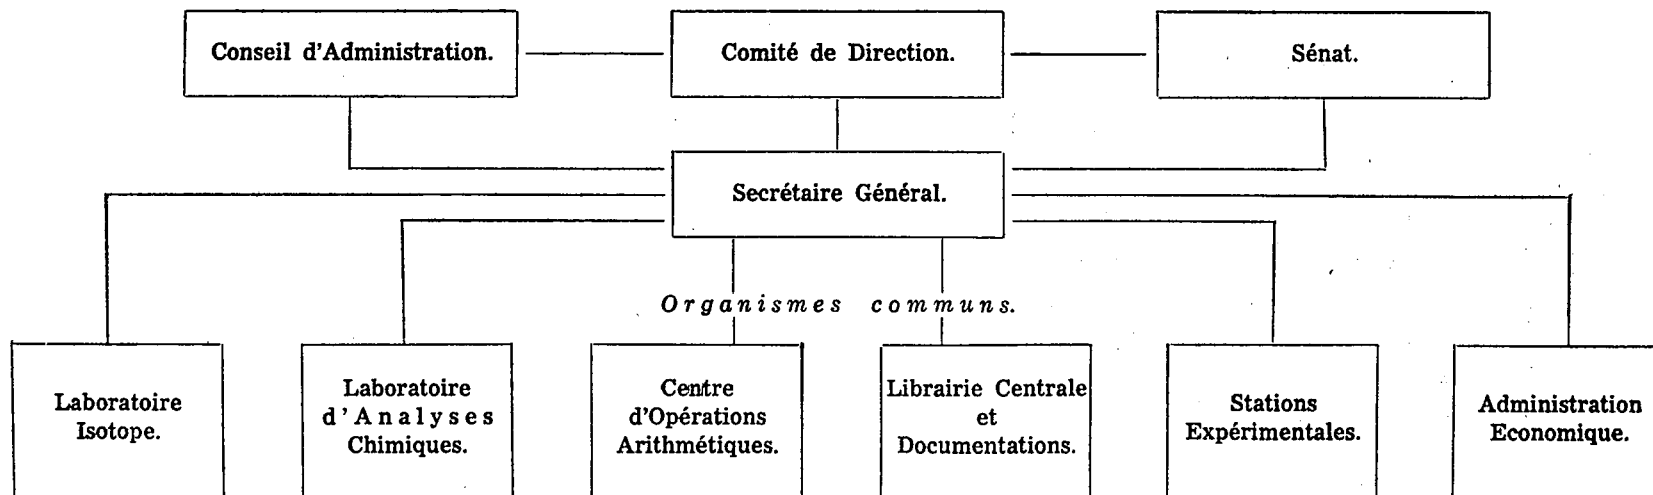 Conseil d'Administration.
Comité de Direction.
Sénat.
Secrétaire Général.
Organismes communs.
Laboratoire
Isotope.
Laboratoire
d'Analyses
Chimiques.
Centre
d'Opérations
Arithmétiques.
Librairie Centrale
et
Documentations.
Stations
Expérimentales.
Administration
Economique.